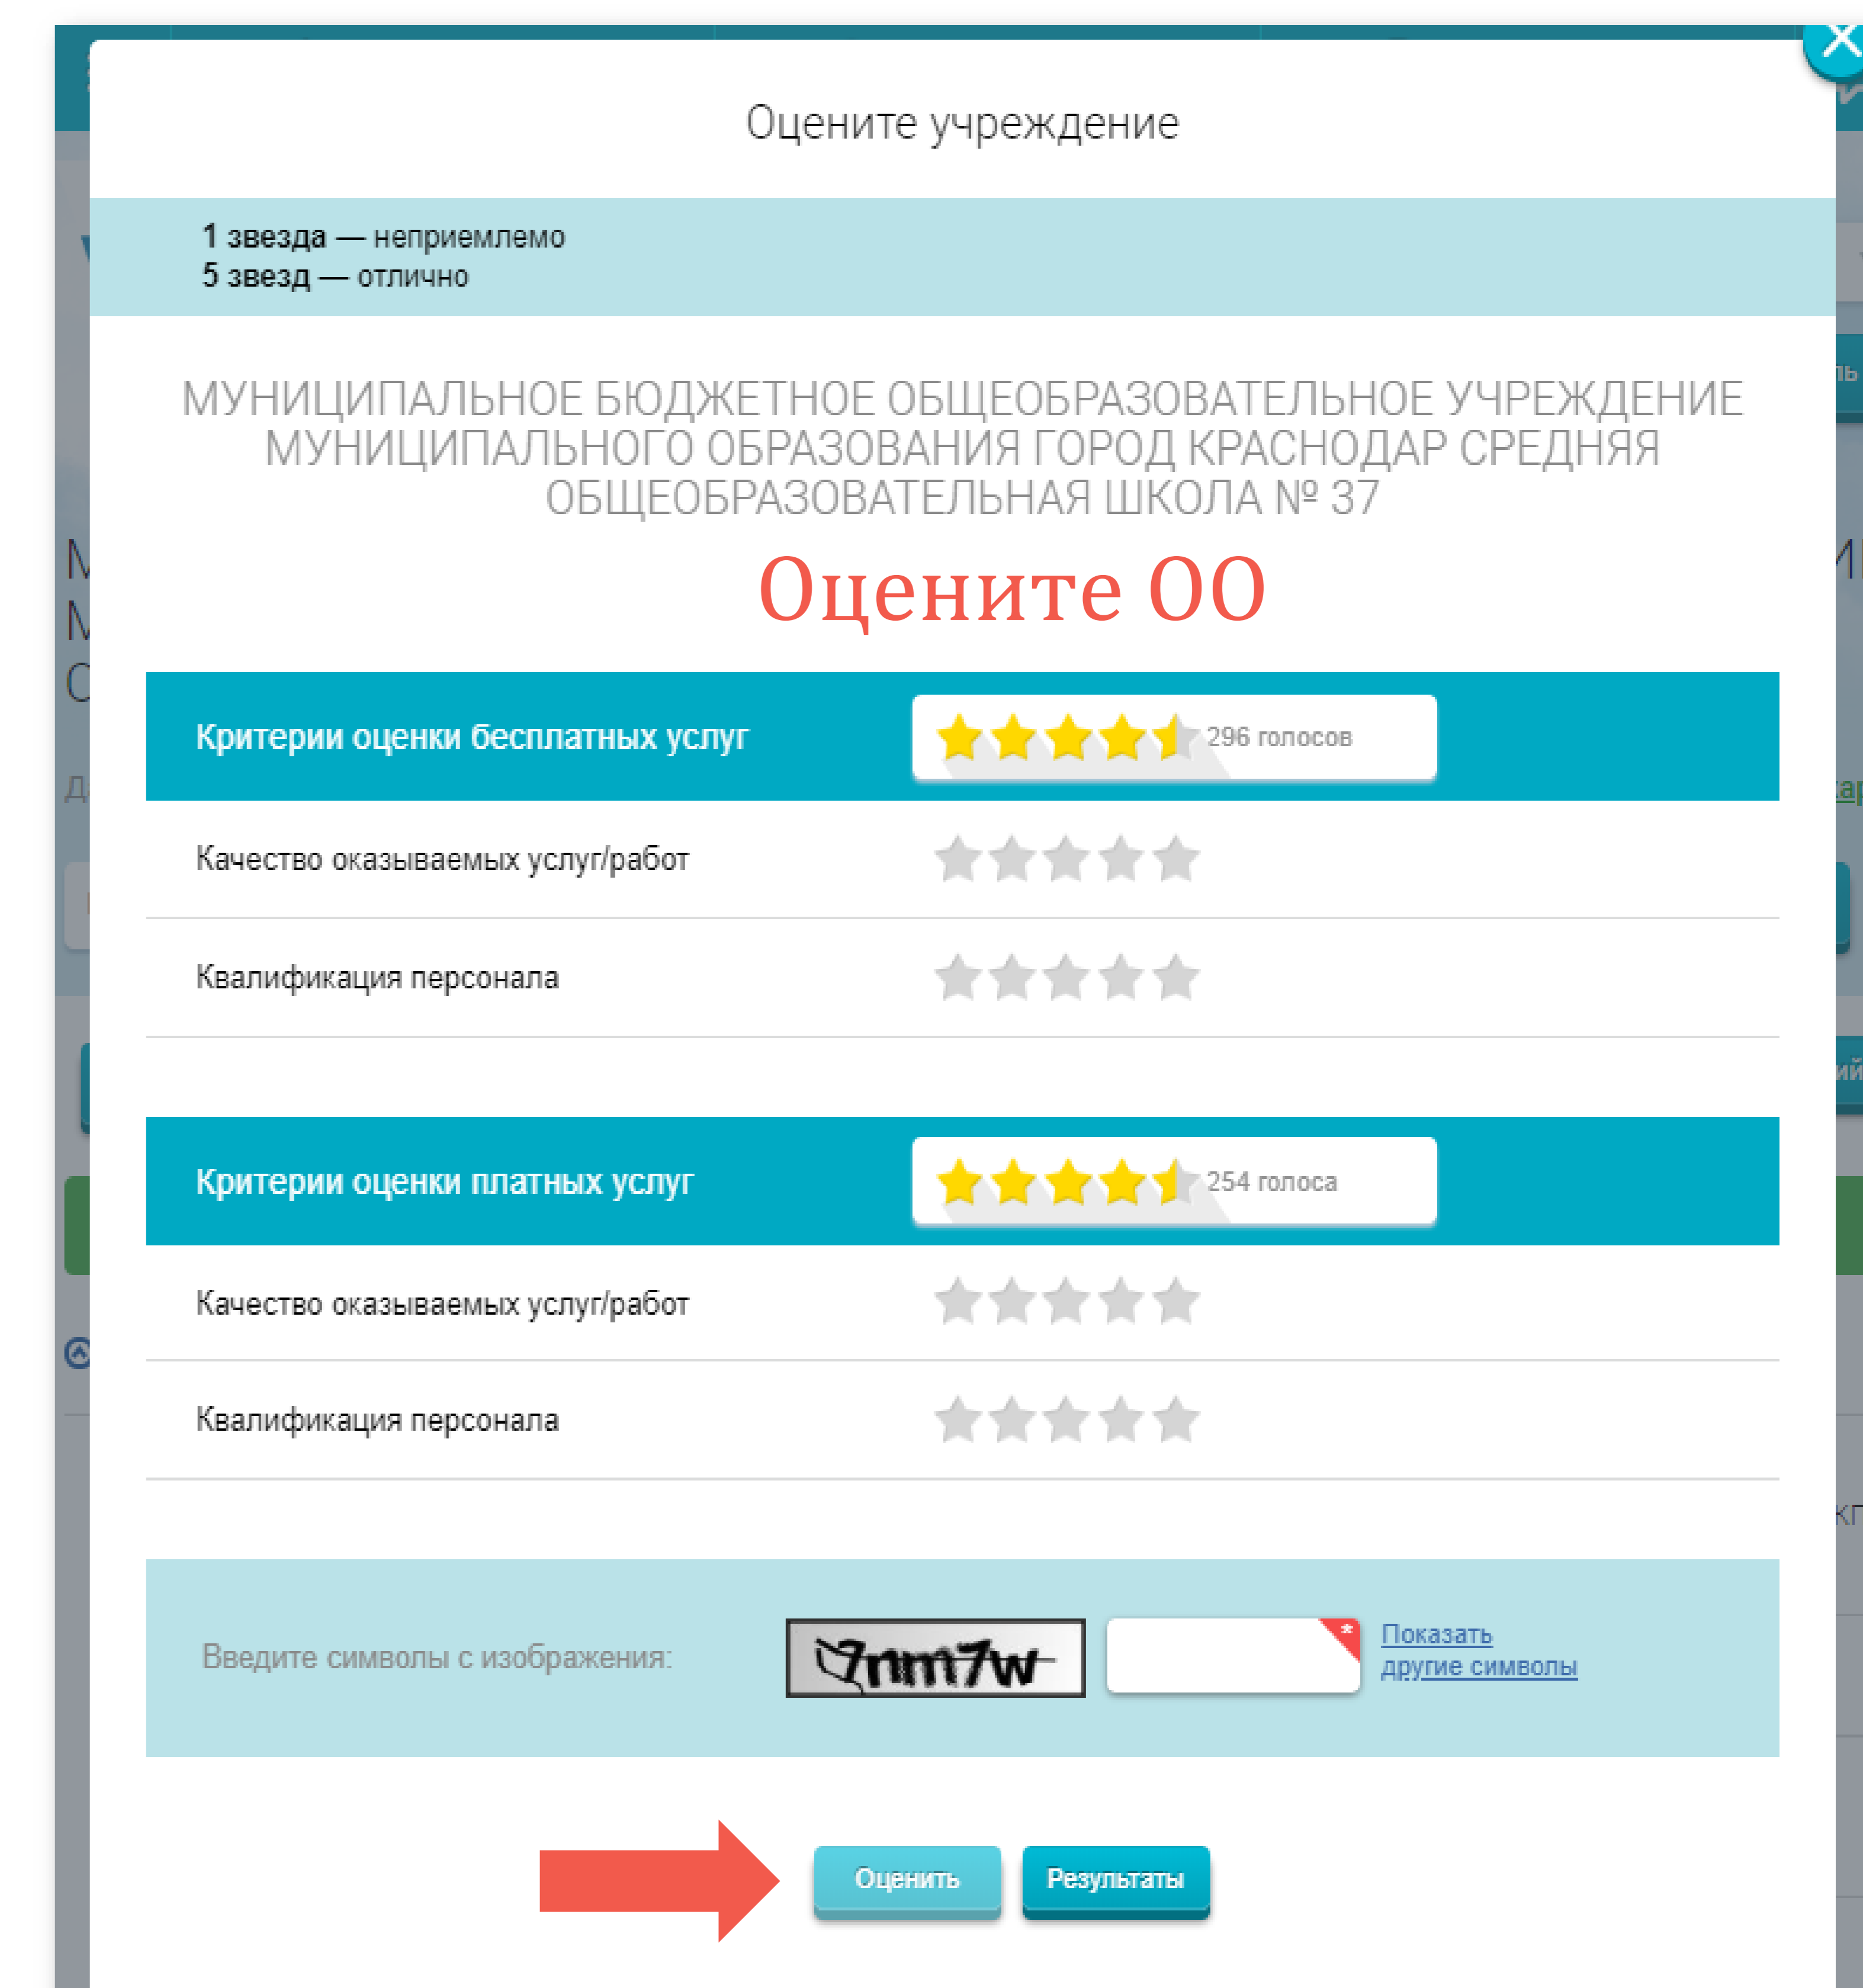 Оцените учреждение
1 звезда — неприемлемо
5 звезд — отлично
МУНИЦИПАЛЬНОЕ БЮДЖЕТНОЕ ОБЩЕОБРАЗОВАТЕЛЬНОЕ УЧРЕЖДЕНИЕ
МУНИЦИПАЛЬНОГО ОБРАЗОВАНИЯ ГОРОД КРАСНОДАР СРЕДНЯЯ
ОБЩЕОБРАЗОВАТЕЛЬНАЯ ШКОЛА № 37
Оцените ОО
Критерии оценки бесплатных услуг 296 голосов
Качество оказываемых услуг/работ
Квалификация персонала
Критерии оценки платных услуг 254 голоса
Качество оказываемых услуг/работ
Квалификация персонала
Введите символы с изображения: * Показать
другие символы
Оценить Результаты